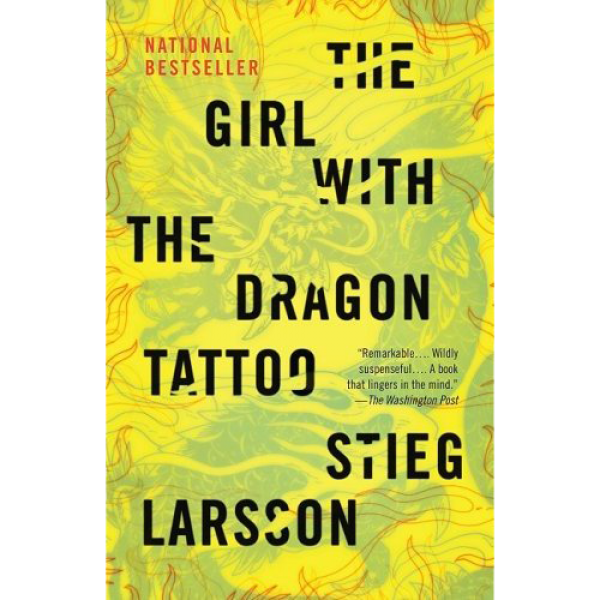 NATIONAL
BESTSELLER
THE
GIRL
WITH
THE
DRAGON
TATTOO
“Remarkable.... Wildly
suspenseful.... A book
that lingers in the mind.”
—The Washington Post
STIEG
LARSSON